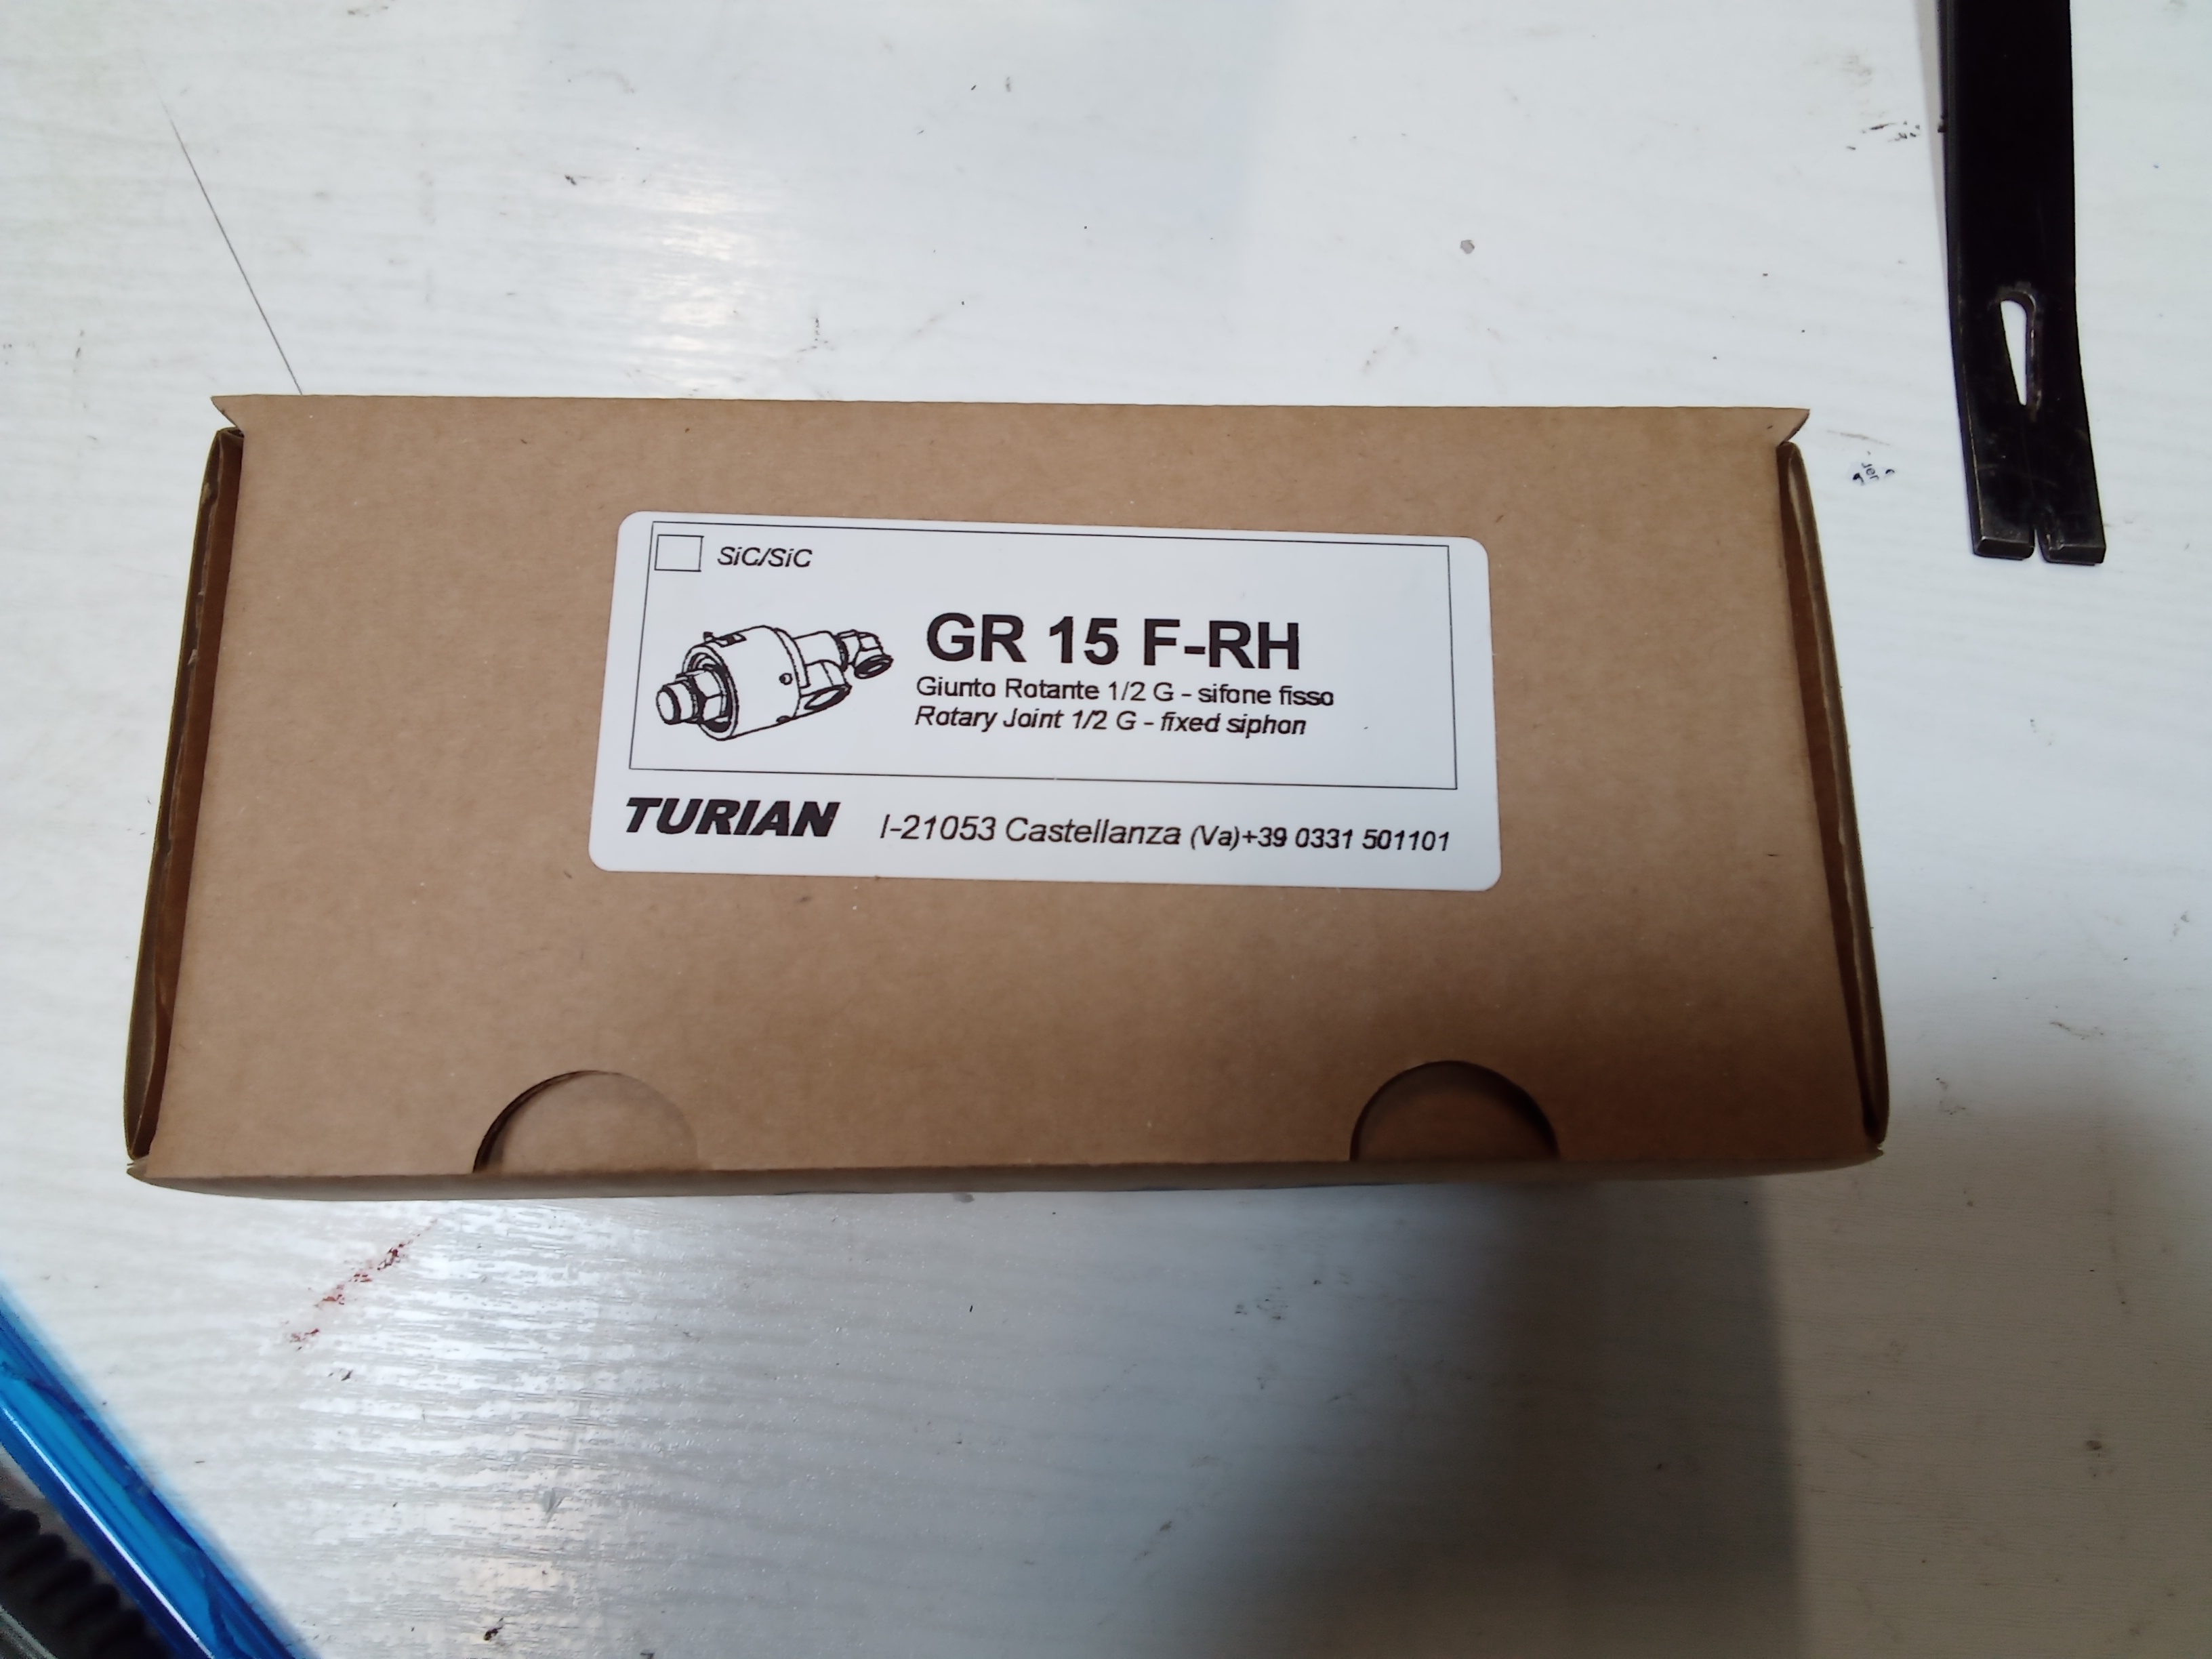 SiC/SiC
GR 15 F-RH
Giunto Rotante 1/2 G - sifone fisso
Rotary Joint 1/2 G - fixed siphon
TURIAN I-21053 Castellanza (Va)+39 0331 501101